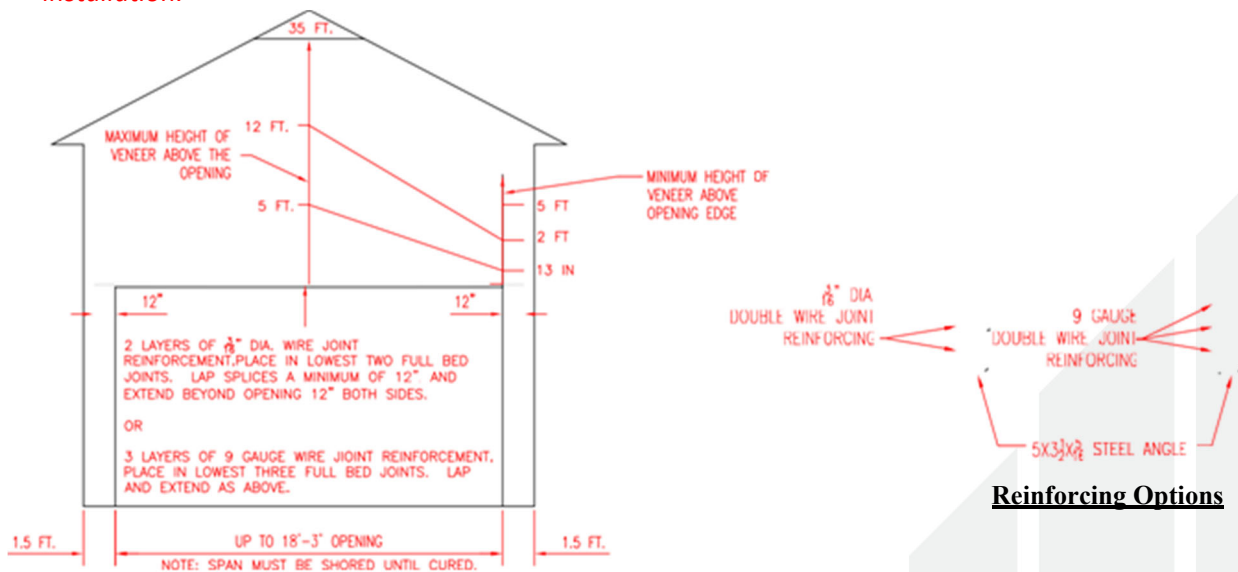 installation.
35 FT.
MAXIMUM HEIGHT OF
VENEER ABOVE THE
OPENING
12 FT.
5 FT.
MINIMUM HEIGHT OF
VENEER ABOVE
OPENING EDGE
5 FT
2 FT
13 IN
12"
12"
2 LAYERS OF 3/16" DIA. WIRE JOINT
REINFORCEMENT.PLACE IN LOWEST TWO FULL BED
JOINTS. LAP SPLICES A MINIMUM OF 12" AND
EXTEND BEYOND OPENING 12" BOTH SIDES.
OR
3 LAYERS OF 9 GAUGE WIRE JIOINT REINFORCEMENT.
PLACE IN LOWEST THREE FULL BED JOINTS. LAP
AND EXTEND AS ABOVE.
1.5 FT.
UP TO 18'-3" OPENING
1.5 FT.
NOTE: SPAN MUST BE SHORED UNTIL CURED.
3/16" DIA
DOUBLE WIRE JOINT
REINFORCING
9 GAUGE
DOUBLE WIRE JOINT
REINFORCING
STEEL ANGLE
Reinforcing Options